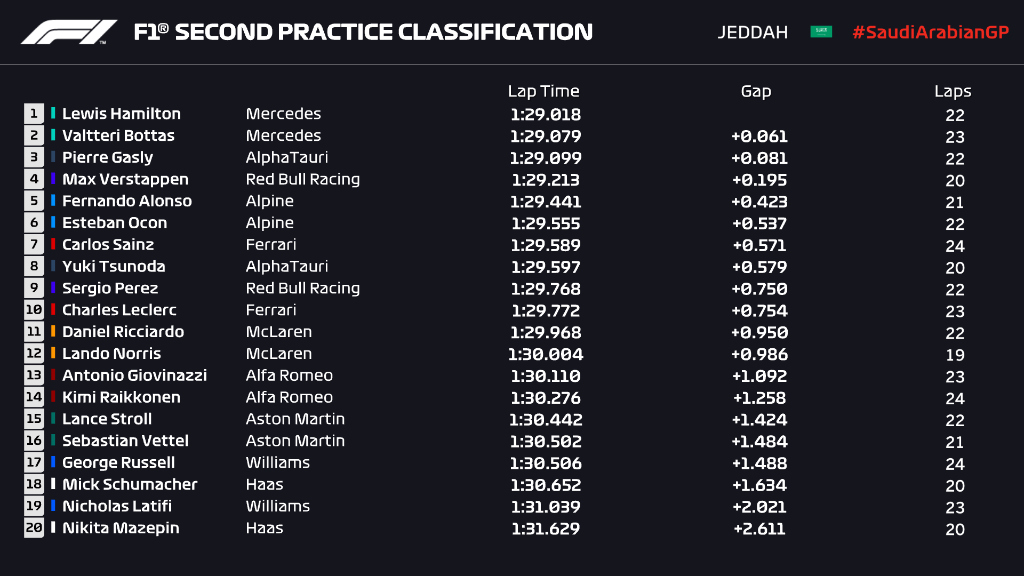 F1® SECOND PRACTICE CLASSIFICATION JEDDAH #SaudiArabianGP
Lap Time Gap Laps
1 Lewis Hamilton Mercedes 1:29.018 22
2 Valtteri Bottas Mercedes 1:29.079 +0.061 23
3 Pierre Gasly AlphaTauri 1:29.099 +0.081 22
4 Max Verstappen Red Bull Racing 1:29.213 +0.195 20
5 Fernando Alonso Alpine 1:29.441 +0.423 21
6 Esteban Ocon Alpine 1:29.555 +0.537 22
7 Carlos Sainz Ferrari 1:29.589 +0.571 24
8 Yuki Tsunoda AlphaTauri 1:29.597 +0.579 20
9 Sergio Perez Red Bull Racing 1:29.768 +0.750 22
10 Charles Leclerc Ferrari 1:29.772 +0.754 23
11 Daniel Ricciardo McLaren 1:29.968 +0.950 22
12 Lando Norris McLaren 1:30.004 +0.986 19
13 Antonio Giovinazzi Alfa Romeo 1:30.110 +1.092 23
14 Kimi Raikkonen Alfa Romeo 1:30.276 +1.258 24
15 Lance Stroll Aston Martin 1:30.442 +1.424 22
16 Sebastian Vettel Aston Martin 1:30.502 +1.484 21
17 George Russell Williams 1:30.506 +1.488 24
18 Mick Schumacher Haas 1:30.652 +1.634 20
19 Nicholas Latifi Williams 1:31.039 +2.021 23
20 Nikita Mazepin Haas 1:31.629 +2.611 20